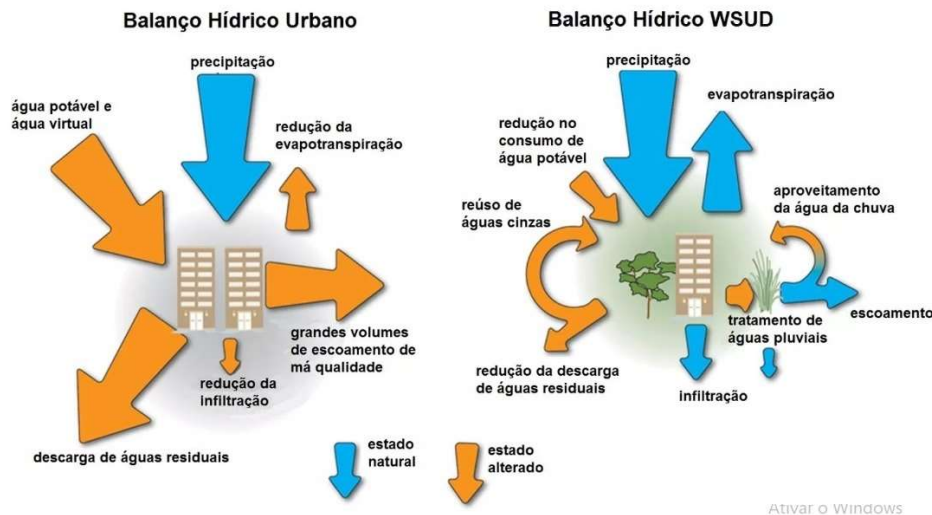 Balanço Hídrico Urbano
precipitação
água potável e
água virtual
redução da
evapotranspiração
grandes volumes
de escoamento de
má qualidade
redução da
infiltração
descarga de águas residuais
Balanço Hídrico WSUD
precipitação
evapotranspiração
redução no
consumo de
água potável
reúso de
águas cinzas
aproveitamento
da água da chuva
escoamento
tratamento de
águas pluviais
redução da descarga
de águas residuais
infiltração
estado
natural
estado
alterado
Ativar o Windows